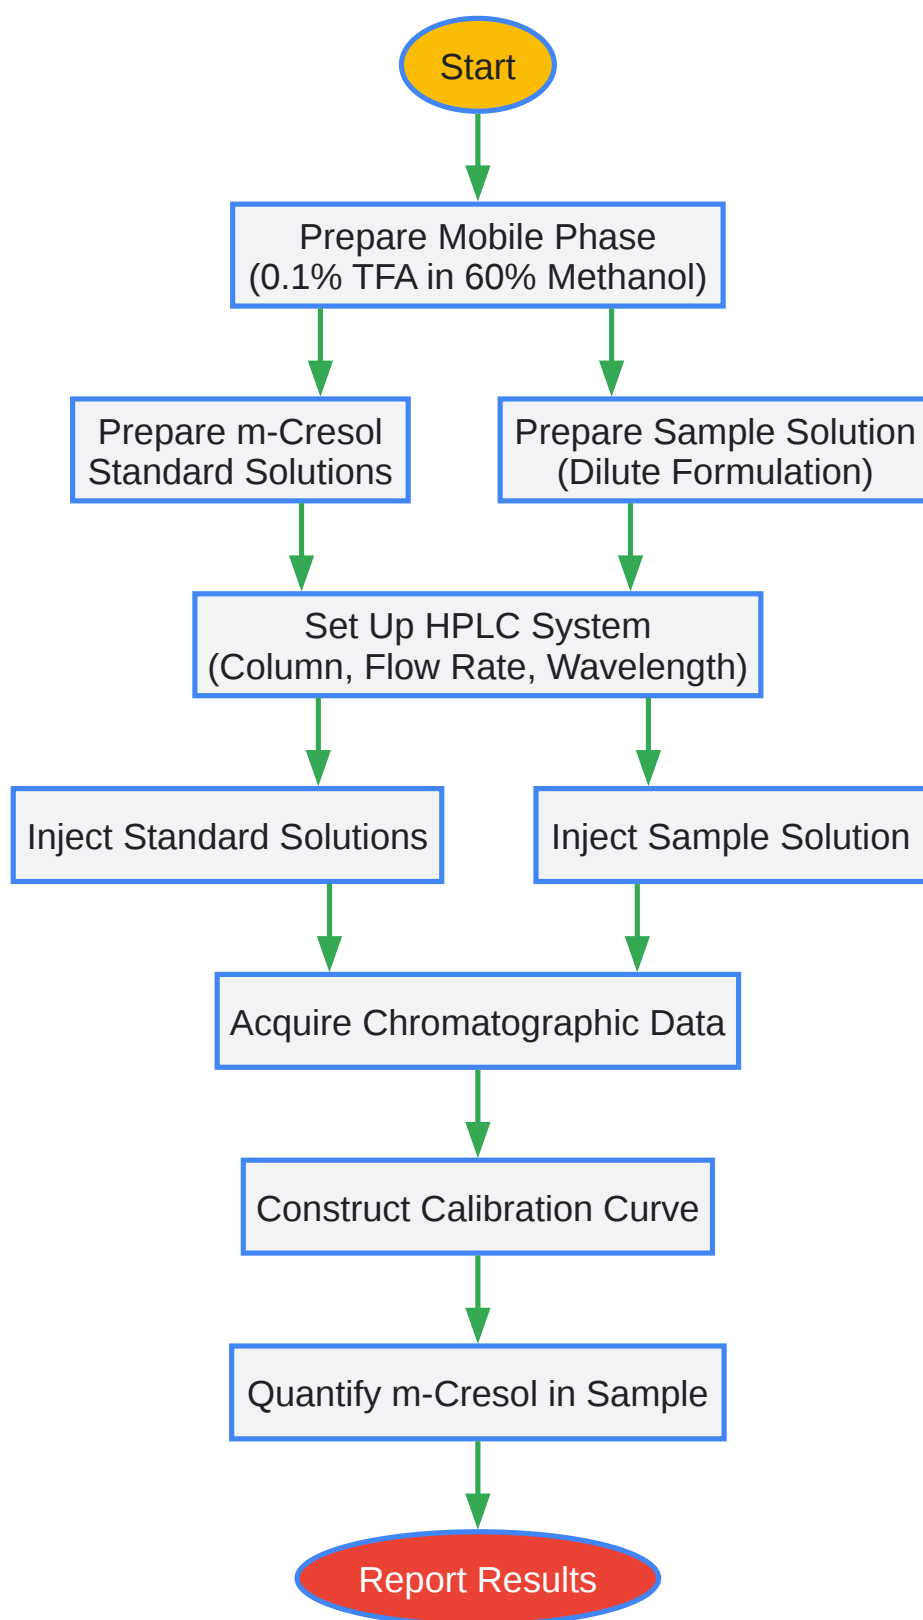 Start
Prepare Mobile Phase
(0.1% TFA in 60% Methanol)
Prepare m-Cresol
Standard Solutions
Prepare Sample Solution
(Dilute Formulation)
Set Up HPLC System
(Column, Flow Rate, Wavelength)
Inject Standard Solutions
Inject Sample Solution
Acquire Chromatographic Data
Construct Calibration Curve
Quantify m-Cresol in Sample
Report Results